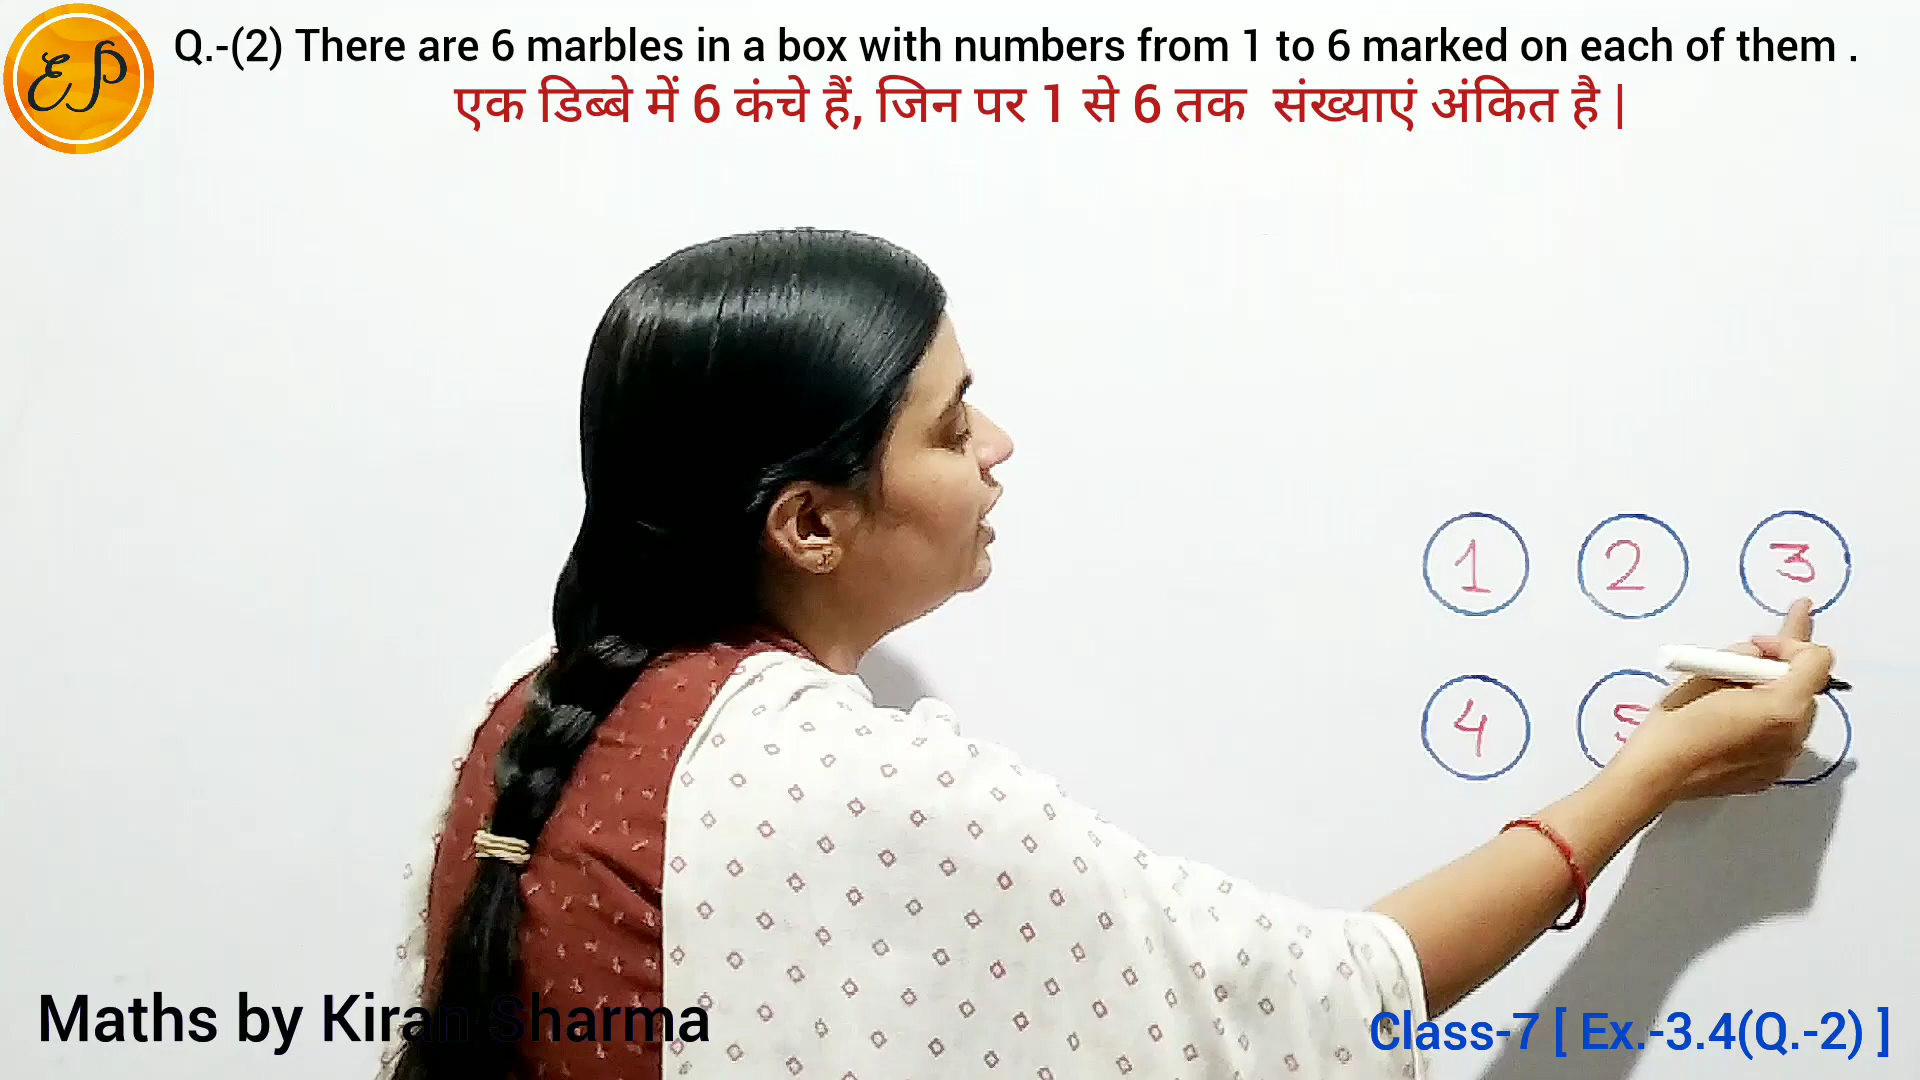 EP
Q.-(2) There are 6 marbles in a box with numbers from 1 to 6 marked on each of them .
एक डिब्बे में 6 कंचे हैं, जिन पर 1 से 6 तक संख्याएं अंकित है |
1 2 3
4 5
Maths by Kiran Sharma
Class-7 [ Ex.-3.4(Q.-2) ]